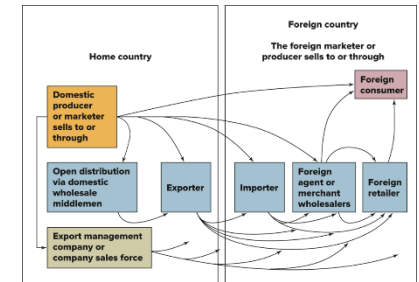 Home country
Foreign country
The foreign marketer or
producer sells to or through
Domestic
producer
or marketer
sells to or
through
Foreign
consumer
Open distribution
via domestic
wholesale
middlemen
Exporter
Importer
Foreign
agent or
merchant
wholesalers
Foreign
retailer
Export management
company or
company sales force